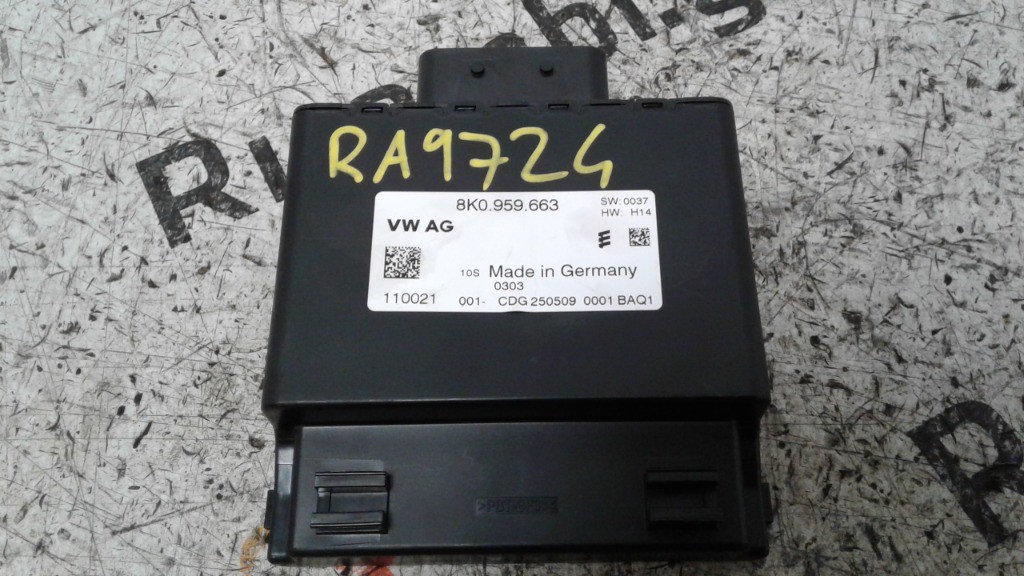 RA9724
8K0.959.663
SW:0037
HW: H14
VW AG
10S Made in Germany
0303
110021 001- CDG 250509 0001 BAQ1